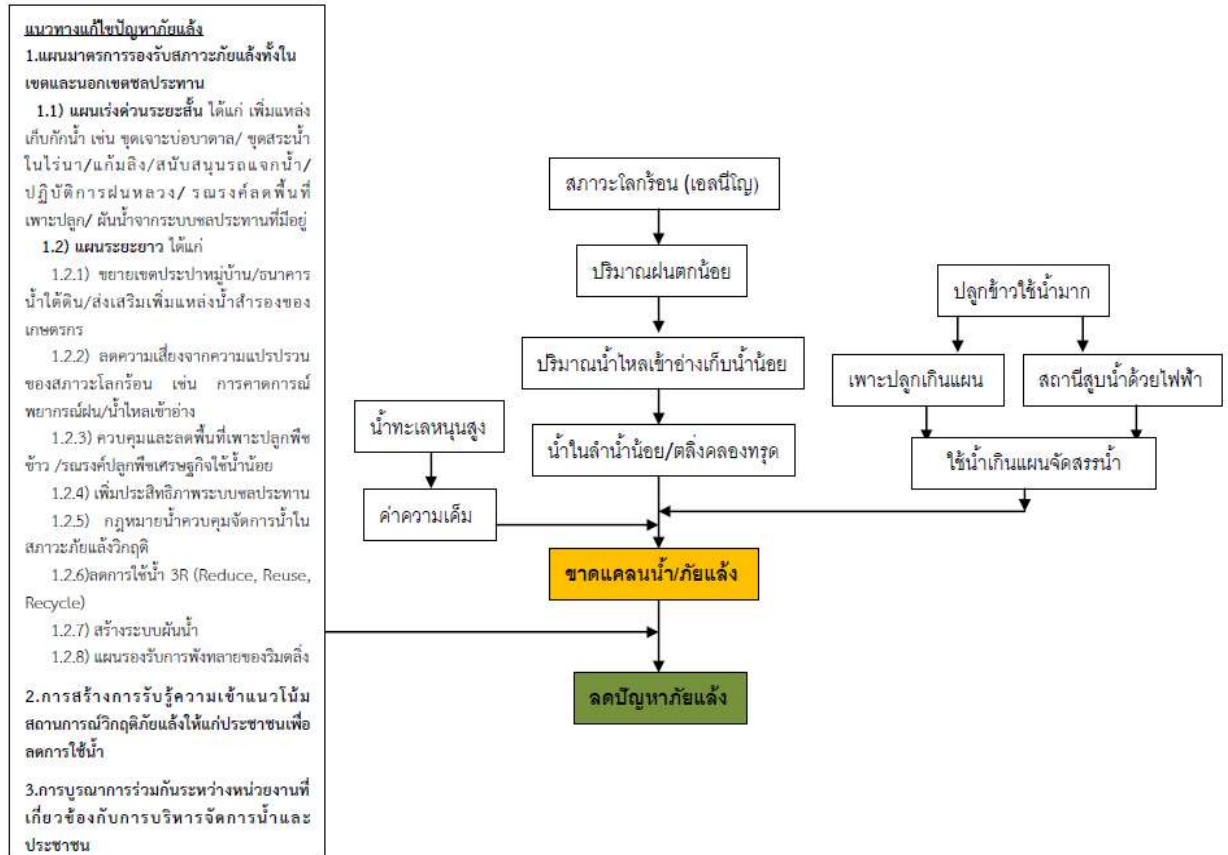 แนวทางแก้ไขปัญหาภัยแล้ง
1.แผนมาตรการรองรับสภาวะภัยแล้งทั้งใน
เขตและนอกเขตชลประทาน
1.1) แผนเร่งด่วนระยะสั้น ได้แก่ เพิ่มแหล่ง
เก็บกักน้ำ เช่น ขุดเจาะบ่อบาดาล/ ขุดสระน้ำ
ในไร่นา/แก้มลิง/สนับสนุนรถแจกน้ำ/
ปฏิบัติการฝนหลวง/ รณรงค์ลดพื้นที่
เพาะปลูก/ ผันน้ำจากระบบชลประทานที่มีอยู่
1.2) แผนระยะยาว ได้แก่
1.2.1) ขยายเขตประปาหมู่บ้าน/ธนาคาร
น้ำใต้ดิน/ส่งเสริมเพิ่มแหล่งน้ำสำรองของ
เกษตรกร
1.2.2) ลดความเสี่ยงจากความแปรปรวน
ของสภาวะโลกร้อน เช่น การคาดการณ์
พยากรณ์ฝน/น้ำไหลเข้าอ่าง
1.2.3) ควบคุมและลดพื้นที่เพาะปลูกพืช
ข้าว /รณรงค์ปลูกพืชเศรษฐกิจใช้น้ำน้อย
1.2.4) เพิ่มประสิทธิภาพระบบชลประทาน
1.2.5) กฎหมายน้ำควบคุมจัดการน้ำใน
สภาวะภัยแล้งวิกฤติ
1.2.6)ลดการใช้น้ำ 3R (Reduce, Reuse,
Recycle)
1.2.7) สร้างระบบผันน้ำ
1.2.8) แผนรองรับการพังทลายของริมตลิ่ง
2.การสร้างการรับรู้ความเข้าแนวโน้ม
สถานการณ์วิกฤติภัยแล้งให้แก่ประชาชนเพื่อ
ลดการใช้น้ำ
3.การบูรณาการร่วมกันระหว่างหน่วยงานที่
เกี่ยวข้องกับการบริหารจัดการน้ำและ
ประชาชน
สภาวะโลกร้อน (เอลนีโญ)
ปริมาณฝนตกน้อย
ปริมาณน้ำไหลเข้าอ่างเก็บน้ำน้อย
น้ำในลำน้ำน้อย/ตลิ่งคลองทรุด
น้ำทะเลหนุนสูง
ค่าความเค็ม
ปลูกข้าวใช้น้ำมาก
เพาะปลูกเกินแผน
สถานีสูบน้ำด้วยไฟฟ้า
ใช้น้ำเกินแผนจัดสรรน้ำ
ขาดแคลนน้ำ/ภัยแล้ง
ลดปัญหาภัยแล้ง